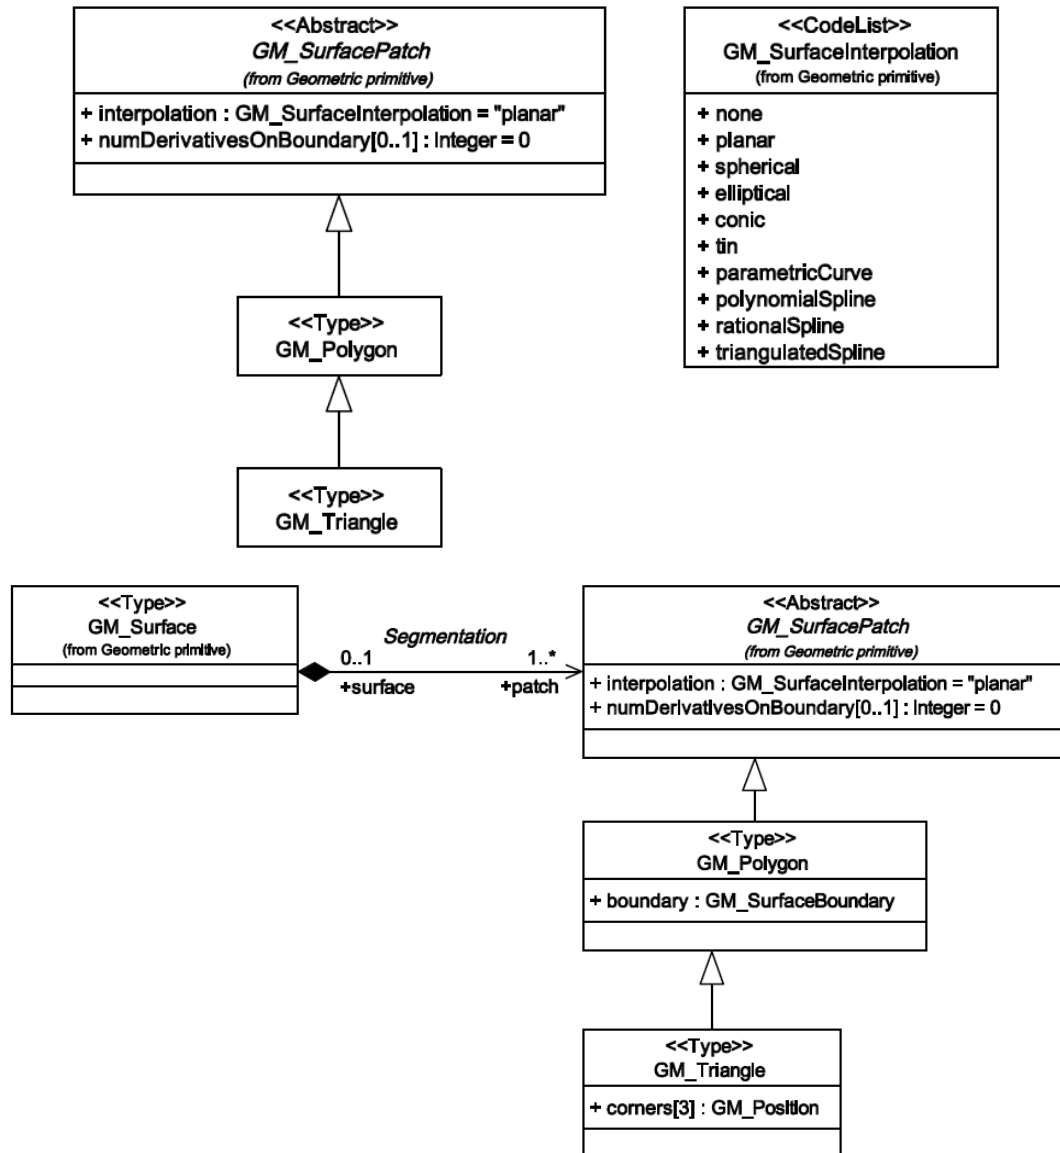 <<Abstract>>
GM_SurfacePatch
(from Geometric primitive)
+ interpolation : GM_SurfaceInterpolation = "planar"
+ numDerivativesOnBoundary[0..1] : Integer = 0
<<CodeList>>
GM_SurfaceInterpolation
(from Geometric primitive)
+ none
+ planar
+ spherical
+ elliptical
+ conic
+ tin
+ parametricCurve
+ polynomialSpline
+ rationalSpline
+ triangulatedSpline
<<Type>>
GM_Polygon
<<Type>>
GM_Triangle
<<Type>>
GM_Surface
(from Geometric primitive)
Segmentation
0..1
1..*
+surface
+patch
<<Abstract>>
GM_SurfacePatch
(from Geometric primitive)
+ interpolation : GM_SurfaceInterpolation = "planar"
+ numDerivativesOnBoundary[0..1] : Integer = 0
<<Type>>
GM_Polygon
+ boundary : GM_SurfaceBoundary
<<Type>>
GM_Triangle
+ corners[3] : GM_Position